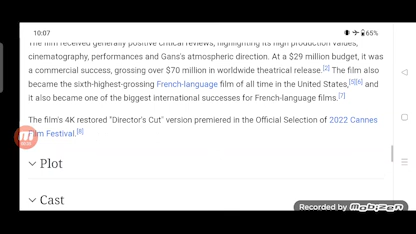 10:07
65%
The film received generally positive critical reviews, highlighting its high production values,
cinematography, performances and Gans's atmospheric direction. At a $29 million budget, it was
a commercial success, grossing over $70 million in worldwide theatrical release.[2] The film also
became the sixth-highest-grossing French-language film of all time in the United States,[5][6] and
it also became one of the biggest international successes for French-language films.[7]
The film's 4K restored "Director's Cut" version premiered in the Official Selection of 2022 Cannes
Film Festival.[8]
Plot
Cast
Recorded by Mobizen